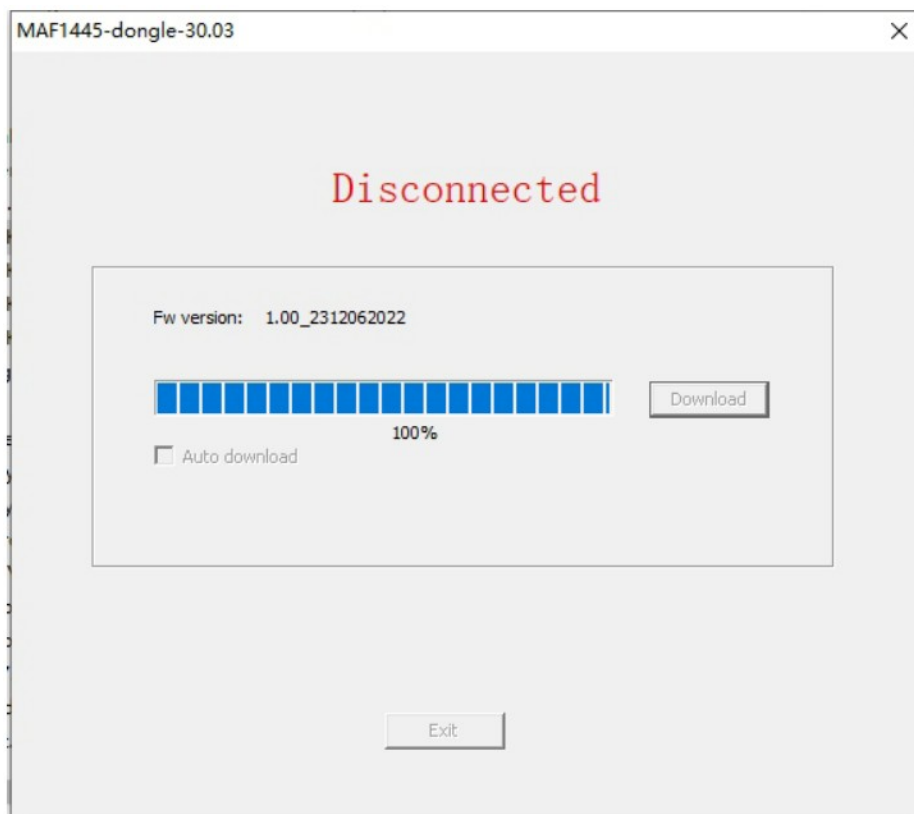 MAF1445-dongle-30.03
Disconnected
Fw version: 1.00_2312062022
Download
100%
Auto download
Exit